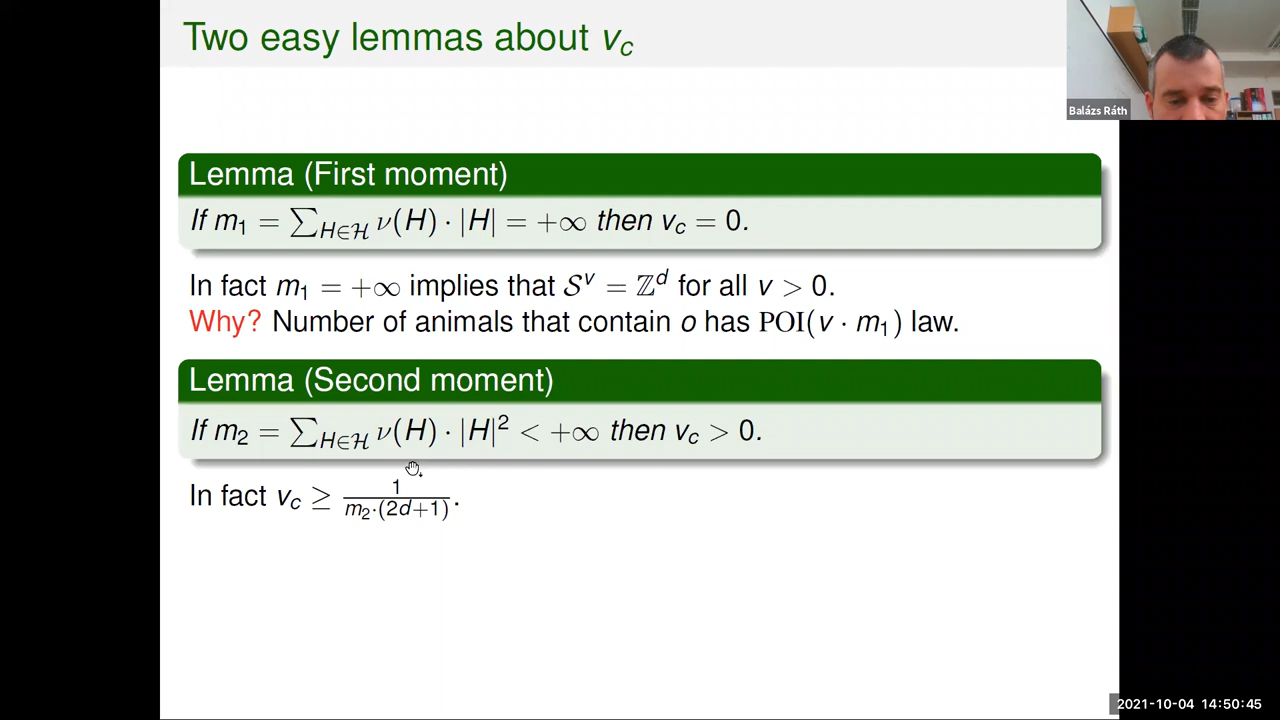 Two easy lemmas about v_c
Balázs Ráth
Lemma (First moment)
If m_1 = ∑_{H∈ℋ} ν(H) · |H| = +∞ then v_c = 0.
In fact m_1 = +∞ implies that 𝒮^v = ℤ^d for all v > 0.
Why? Number of animals that contain o has POI(v · m_1) law.
Lemma (Second moment)
If m_2 = ∑_{H∈ℋ} ν(H) · |H|^2 < +∞ then v_c > 0.
In fact v_c ≥ 1/(m_2·(2d+1)).
2021-10-04 14:50:45